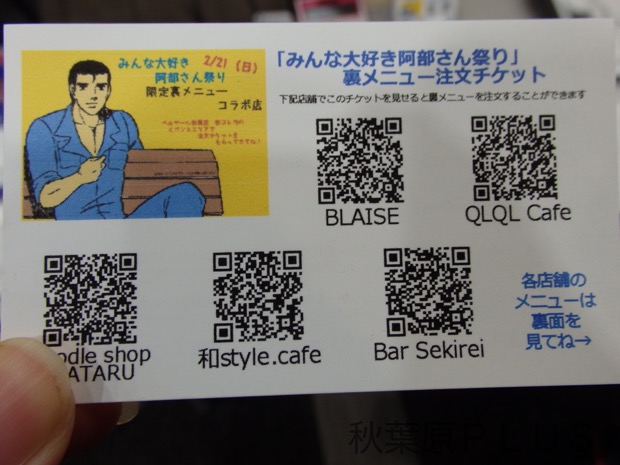 みんな大好き 2/21(日)
阿部さん祭り
限定裏メニュー
コラボ店
「みんな大好き阿部さん祭り」
裏メニュー注文チケット
下記店舗でこのチケットを見せると裏メニューを注文することができます
BLAISE
QLQL Cafe
odle shop
ATARU
和style.cafe
Bar Sekirei
各店舗の
メニューは
裏面を
見てね→
秋葉原PLUS